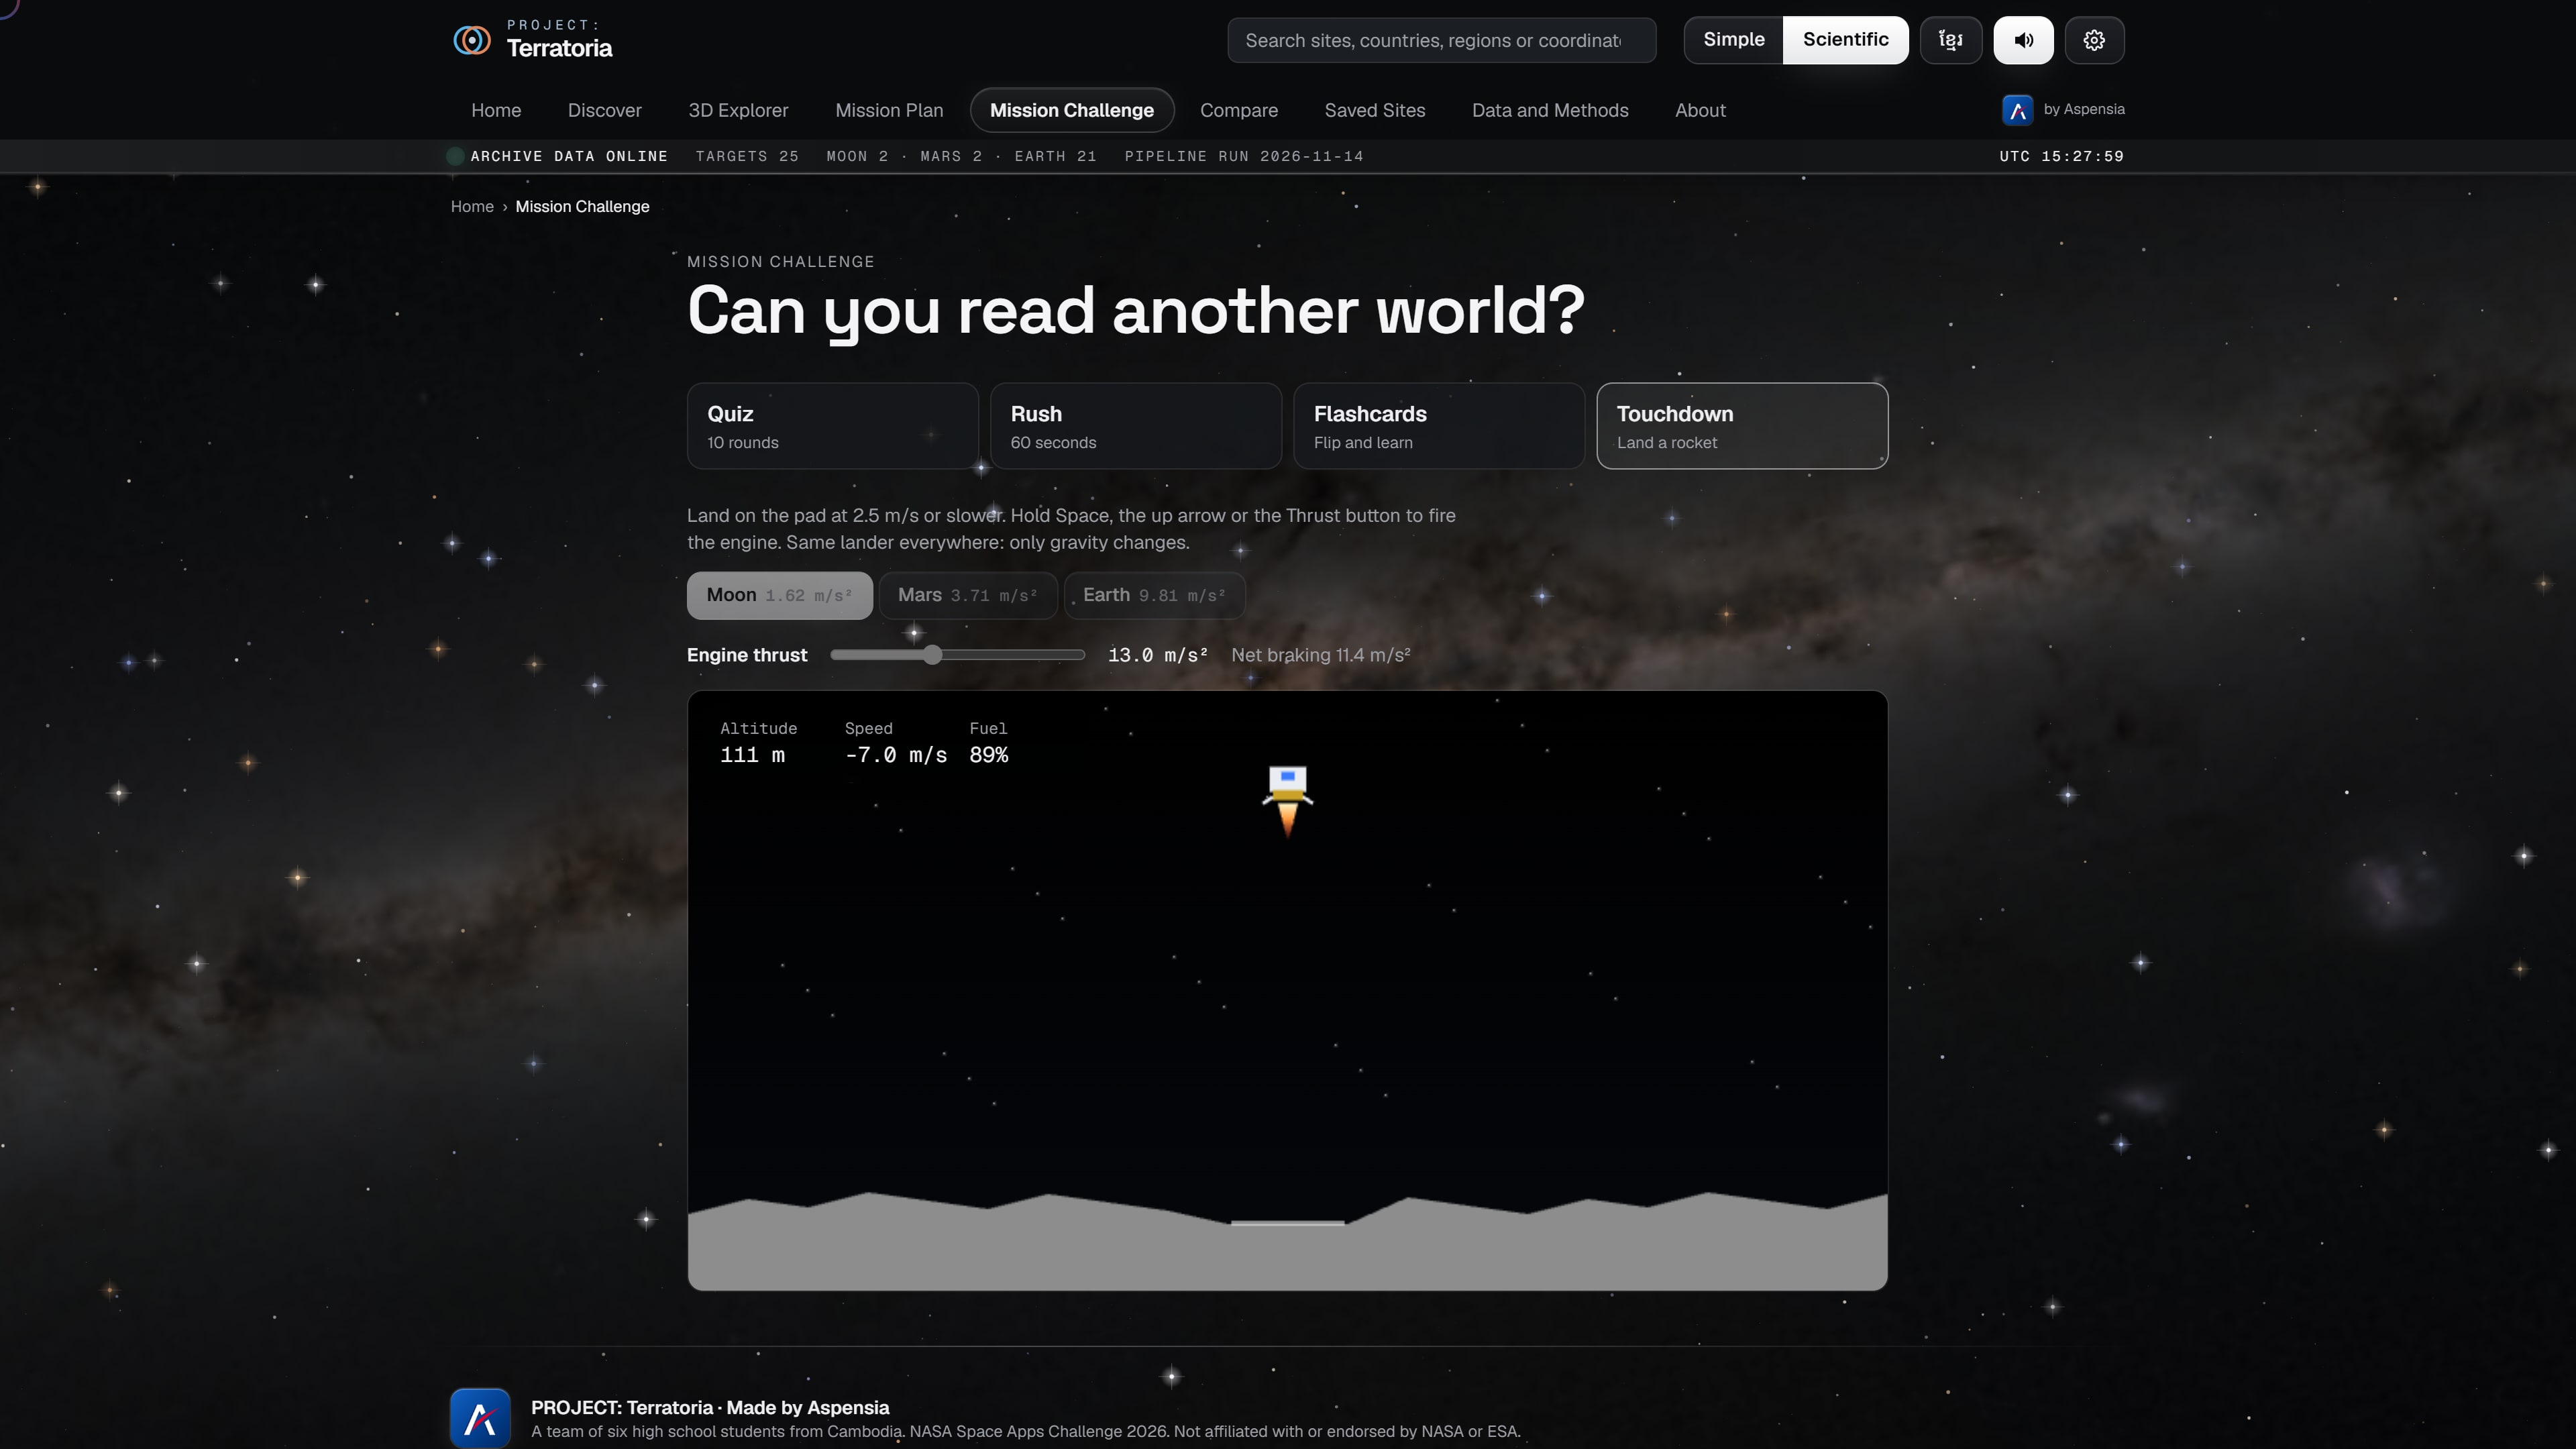 PROJECT:
Terratoria
Search sites, countries, regions or coordinat
Simple
Scientific
ខ្មែរ
Home
Discover
3D Explorer
Mission Plan
Mission Challenge
Compare
Saved Sites
Data and Methods
About
by Aspensia
ARCHIVE DATA ONLINE
TARGETS 25
MOON 2 · MARS 2 · EARTH 21
PIPELINE RUN 2026-11-14
UTC 15:27:59
Home › Mission Challenge
MISSION CHALLENGE
Can you read another world?
Quiz
10 rounds
Rush
60 seconds
Flashcards
Flip and learn
Touchdown
Land a rocket
Land on the pad at 2.5 m/s or slower. Hold Space, the up arrow or the Thrust button to fire
the engine. Same lander everywhere: only gravity changes.
Moon 1.62 m/s²
Mars 3.71 m/s²
Earth 9.81 m/s²
Engine thrust
13.0 m/s²
Net braking 11.4 m/s²
Altitude
111 m
Speed
-7.0 m/s
Fuel
89%
PROJECT: Terratoria · Made by Aspensia
A team of six high school students from Cambodia. NASA Space Apps Challenge 2026. Not affiliated with or endorsed by NASA or ESA.